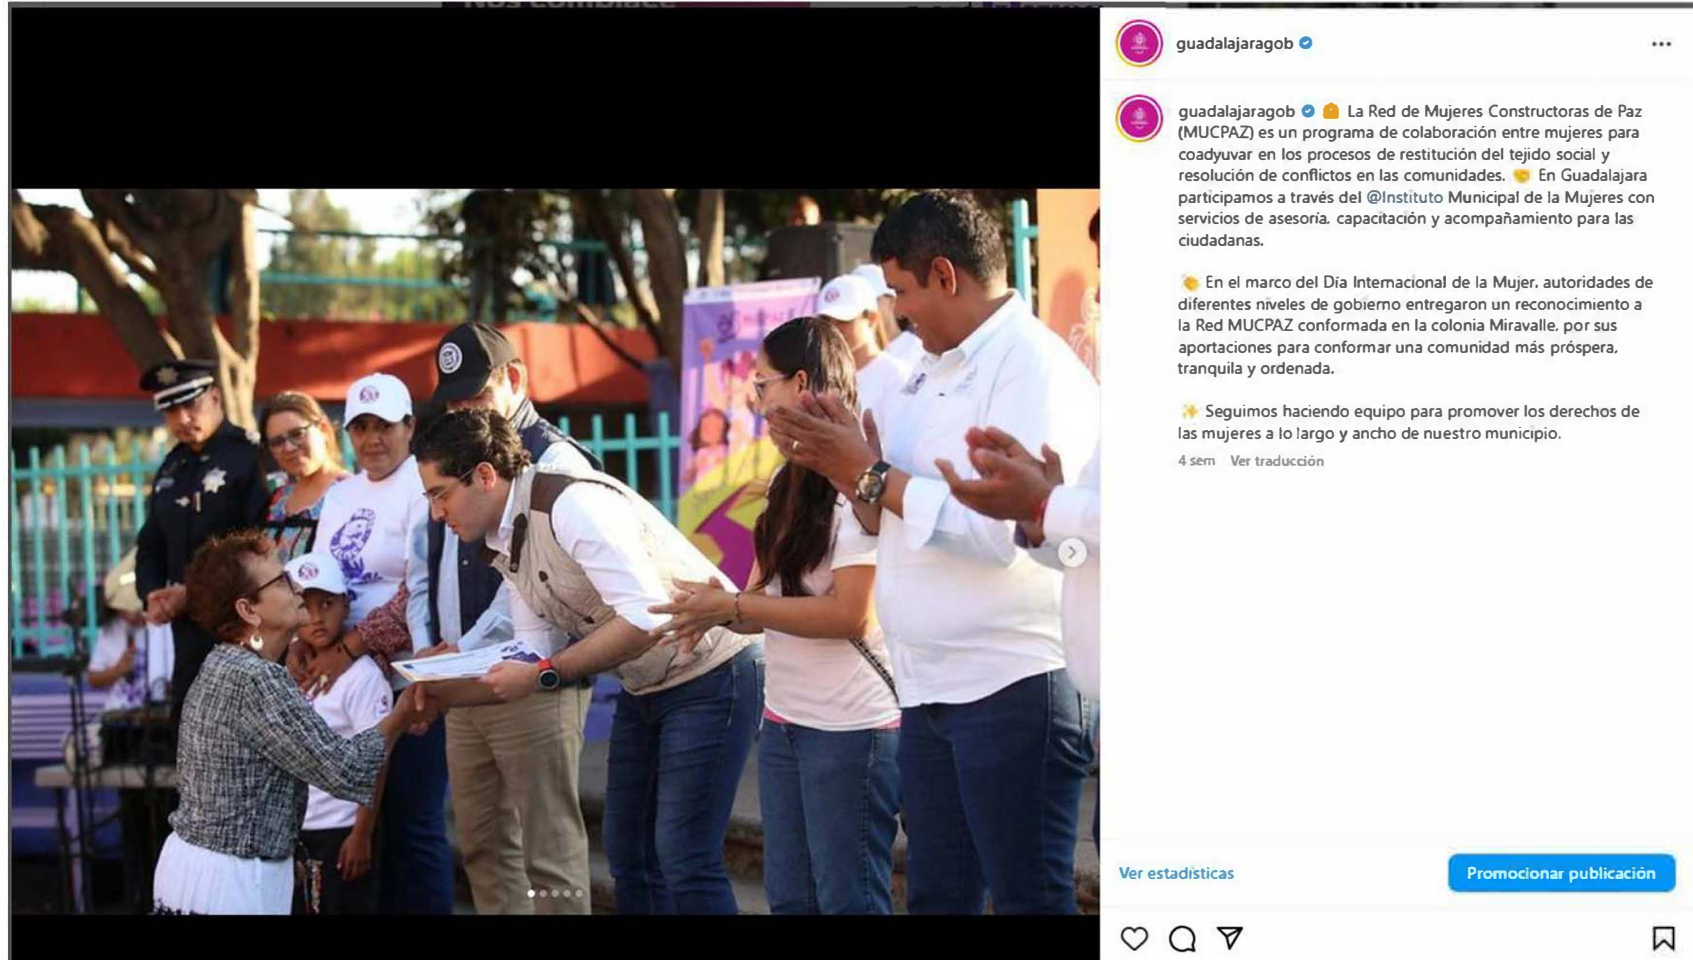 Nos complace
guadalajaragob
guadalajaragob La Red de Mujeres Constructoras de Paz
(MUCPAZ) es un programa de colaboración entre mujeres para
coadyuvar en los procesos de restitución del tejido social y
resolución de conflictos en las comunidades. 🤝 En Guadalajara
participamos a través del @Instituto Municipal de la Mujeres con
servicios de asesoría, capacitación y acompañamiento para las
ciudadanas.
👏 En el marco del Día Internacional de la Mujer, autoridades de
diferentes niveles de gobierno entregaron un reconocimiento a
la Red MUCPAZ conformada en la colonia Miravalle, por sus
aportaciones para conformar una comunidad más próspera,
tranquila y ordenada.
✨ Seguimos haciendo equipo para promover los derechos de
las mujeres a lo largo y ancho de nuestro municipio.
4 sem Ver traducción
Ver estadísticas
Promocionar publicación